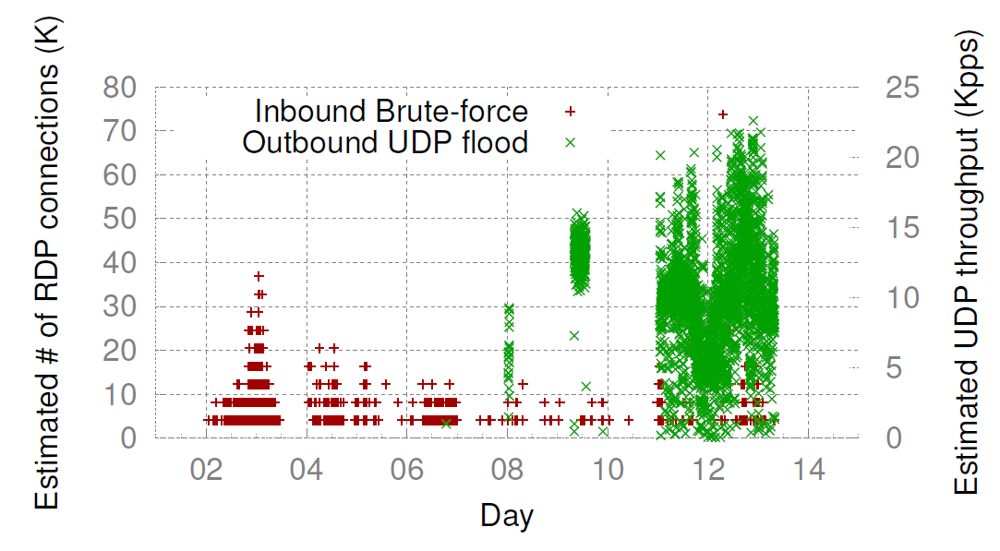 Estimated # of RDP connections (K)
Estimated UDP throughput (Kpps)
Inbound Brute-force
Outbound UDP flood
80
70
60
50
40
30
20
10
0
25
20
15
10
5
0
02 04 06 08 10 12 14
Day